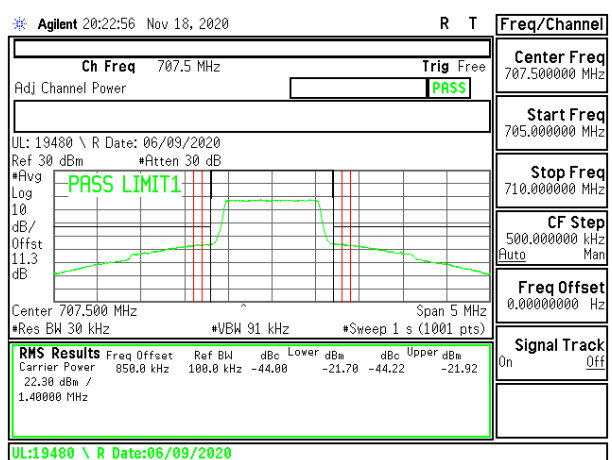 Agilent 20:22:56 Nov 18, 2020 R T
Freq/Channel
Ch Freq 707.5 MHz Trig Free
Adj Channel Power PASS
UL: 19480 \ R Date: 06/09/2020
Ref 30 dBm #Atten 30 dB
#Avg
Log
10
dB/
Offst
11.3
dB
PASS LIMIT1
Center 707.500 MHz Span 5 MHz
#Res BW 30 kHz #VBW 91 kHz #Sweep 1 s (1001 pts)
RMS Results Freq Offset Ref BW dBc Lower dBm dBc Upper dBm
Carrier Power 850.0 kHz 100.0 kHz -44.00 -21.70 -44.22 -21.92
22.30 dBm /
1.40000 MHz
UL:19480 \ R Date:06/09/2020
Center Freq
707.500000 MHz
Start Freq
705.000000 MHz
Stop Freq
710.000000 MHz
CF Step
500.000000 kHz
Auto Man
Freq Offset
0.00000000 Hz
Signal Track
On Off